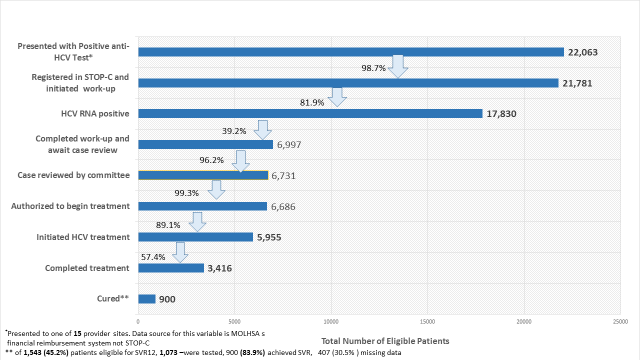 Presented with Positive anti-
HCV Test*
22,063
98.7%
Registered in STOP-C and
initiated work-up
21,781
81.9%
HCV RNA positive
17,830
39.2%
Completed work-up and
await case review
6,997
96.2%
Case reviewed by committee
6,731
99.3%
Authorized to begin treatment
6,686
89.1%
Initiated HCV treatment
5,955
57.4%
Completed treatment
3,416
Cured**
900
0 5000 10000 15000 20000 25000
Total Number of Eligible Patients
*Presented to one of 15 provider sites. Data source for this variable is MOLHSA s
financial reimbursement system not STOP-C
** of 1,543 (45.2%) patients eligible for SVR12, 1,073 –were tested, 900 (83.9%) achieved SVR, 407 (30.5% ) missing data